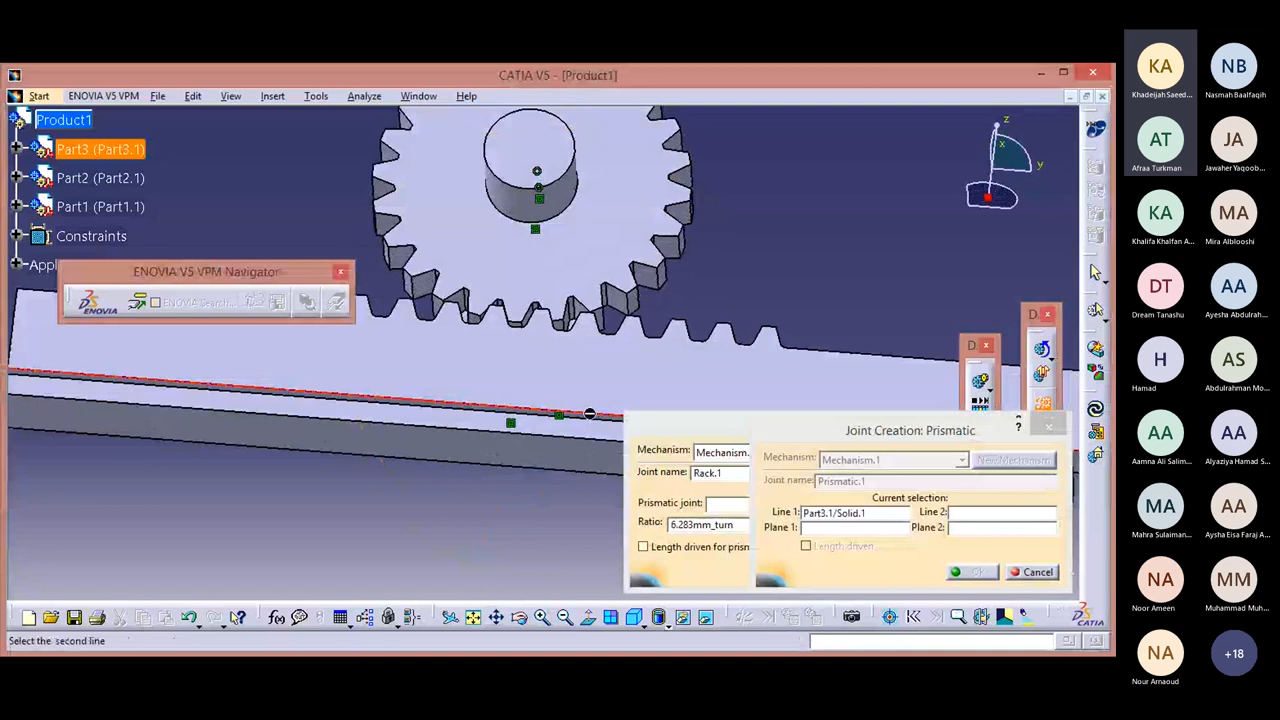 CATIA V5 - [Product1]
Start ENOVIA V5 VPM File Edit View Insert Tools Analyze Window Help
Product1
Part3 (Part3.1)
Part2 (Part2.1)
Part1 (Part1.1)
Constraints
Appl
ENOVIA V5 VPM Navigator
ENOVIA
ENOVIA Search...
z
x
y
D.
D.
Mechanism: Mechanism.
Joint name: Rack.1
Prismatic joint:
Ratio: 6.283mm_turn
Length driven for prism
Joint Creation: Prismatic
?
Mechanism: Mechanism.1 New Mechanism
Joint name: Prismatic.1
Current selection:
Line 1: Part3.1/Solid.1 Line 2:
Plane 1: Plane 2:
Length driven
Ok Cancel
CATIA
Select the second line
KA
Khadeijah Saeed...
NB
Nasmah Baalfaqih
AT
Afraa Turkman
JA
Jawaher Yaqoob...
KA
Khalifa Khalfan A...
MA
Mira Alblooshi
DT
Dream Tanashu
AA
Ayesha Abdulrah...
H
Hamad
AS
Abdulrahman Mo...
AA
Aamna Ali Salim...
AA
Alyaziya Hamad S...
MA
Mahra Sulaiman...
AA
Aysha Eisa Faraj A...
NA
Noor Ameen
MM
Muhammad Muh...
NA
Nour Arnaoud
+18